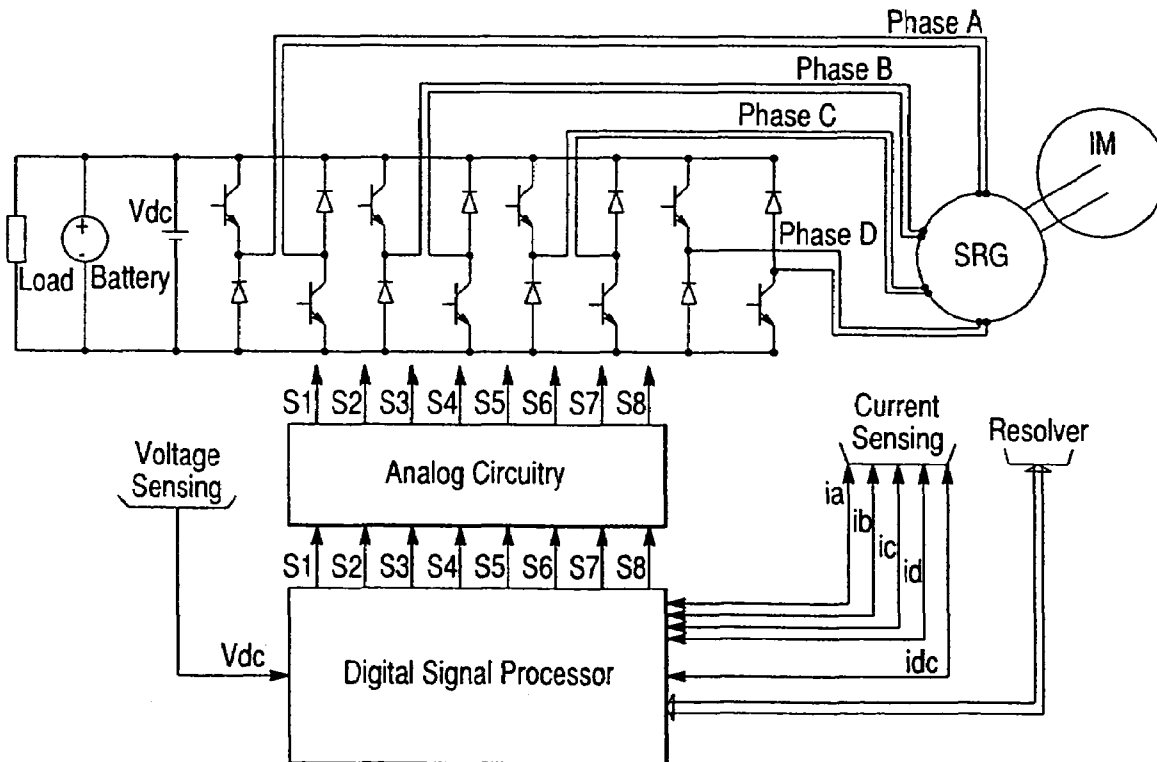 Phase A
Phase B
Phase C
IM
Vdc
+
-
Load
Battery
Phase D
SRG
S1 S2 S3 S4 S5 S6 S7 S8
Current
Sensing
Resolver
Voltage
Sensing
Analog Circuitry
ia
ib
ic
id
S1 S2 S3 S4 S5 S6 S7 S8
Vdc
Digital Signal Processor
idc